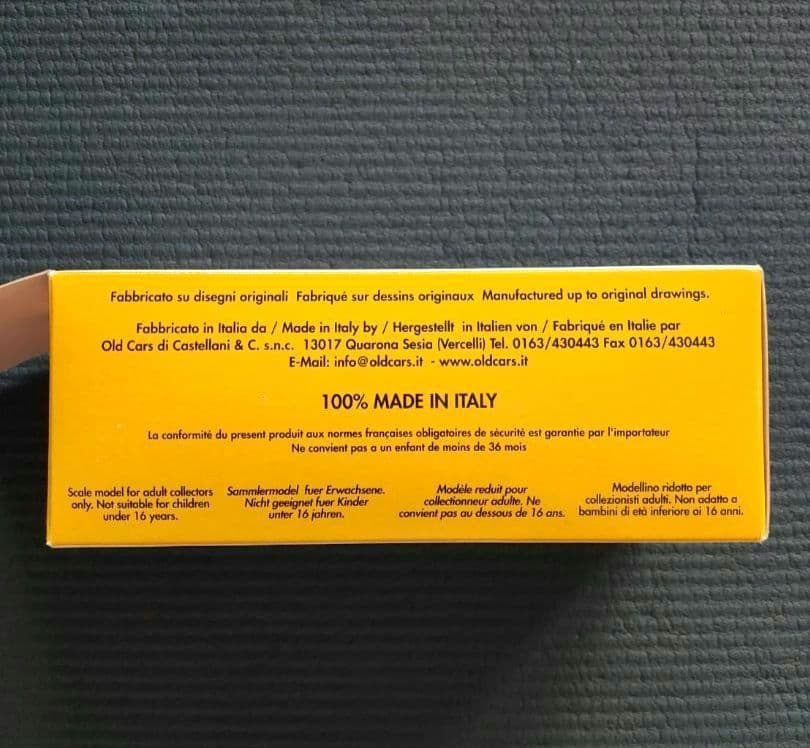 Fabbricato su disegni originali Fabriqué sur dessins originaux Manufactured up to original drawings.
Fabbricato in Italia da / Made in Italy by / Hergestellt in Italien von / Fabriqué en Italie par
Old Cars di Castellani & C. s.n.c. 13017 Quarona Sesia (Vercelli) Tel. 0163/430443 Fax 0163/430443
E-Mail: info@oldcars.it - www.oldcars.it
100% MADE IN ITALY
La conformité du present produit aux normes françaises obligatoires de sécurité est garantie par l'importateur
Ne convient pas a un enfant de moins de 36 mois
Scale model for adult collectors
only. Not suitable for children
under 16 years.
Sammlermodel fuer Erwachsene.
Nicht geeignet fuer Kinder
unter 16 jahren.
Modèle reduit pour
collectionneur adulte. Ne
convient pas au dessous de 16 ans.
Modellino ridotto per
collezionisti adulti. Non adatto a
bambini di età inferiore ai 16 anni.